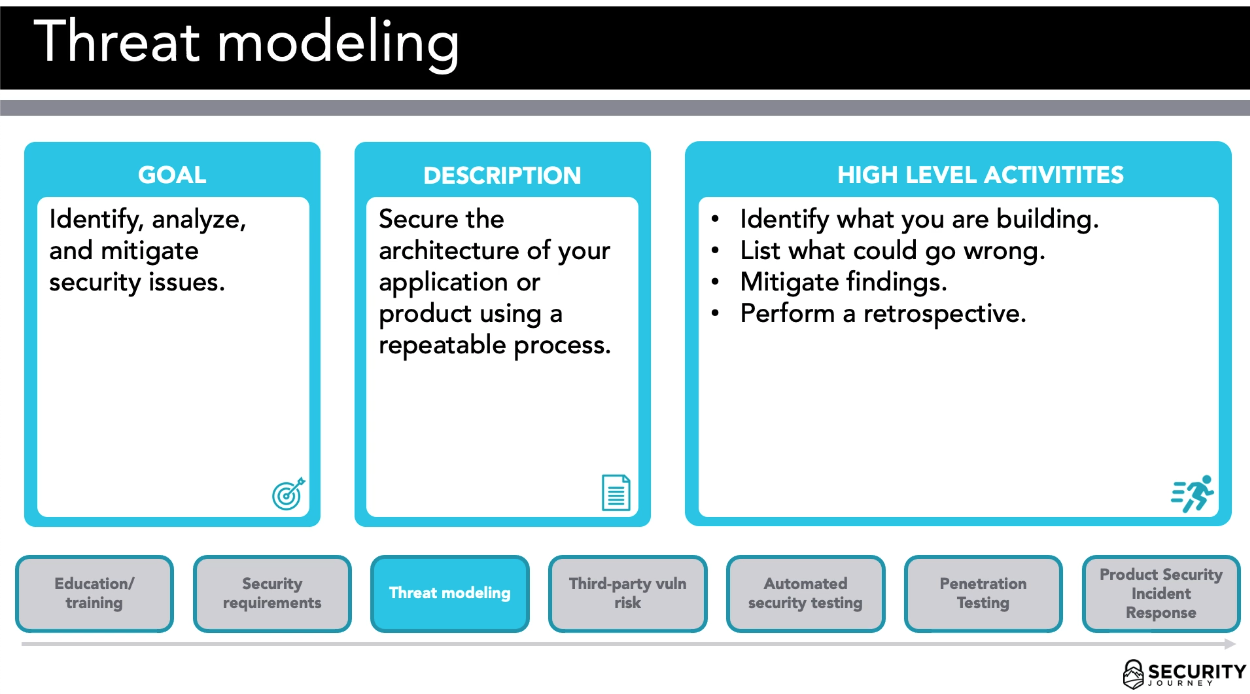 Threat modeling
GOAL
Identify, analyze,
and mitigate
security issues.
DESCRIPTION
Secure the
architecture of your
application or
product using a
repeatable process.
HIGH LEVEL ACTIVITITES
• Identify what you are building.
• List what could go wrong.
• Mitigate findings.
• Perform a retrospective.
Education/
training
Security
requirements
Threat modeling
Third-party vuln
risk
Automated
security testing
Penetration
Testing
Product Security
Incident
Response
SECURITY
JOURNEY